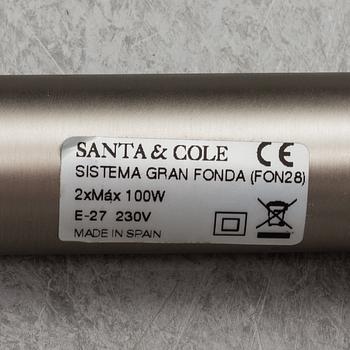 SANTA & COLE CE
SISTEMA GRAN FONDA (FON28)
2xMáx 100W
E-27 230V
MADE IN SPAIN